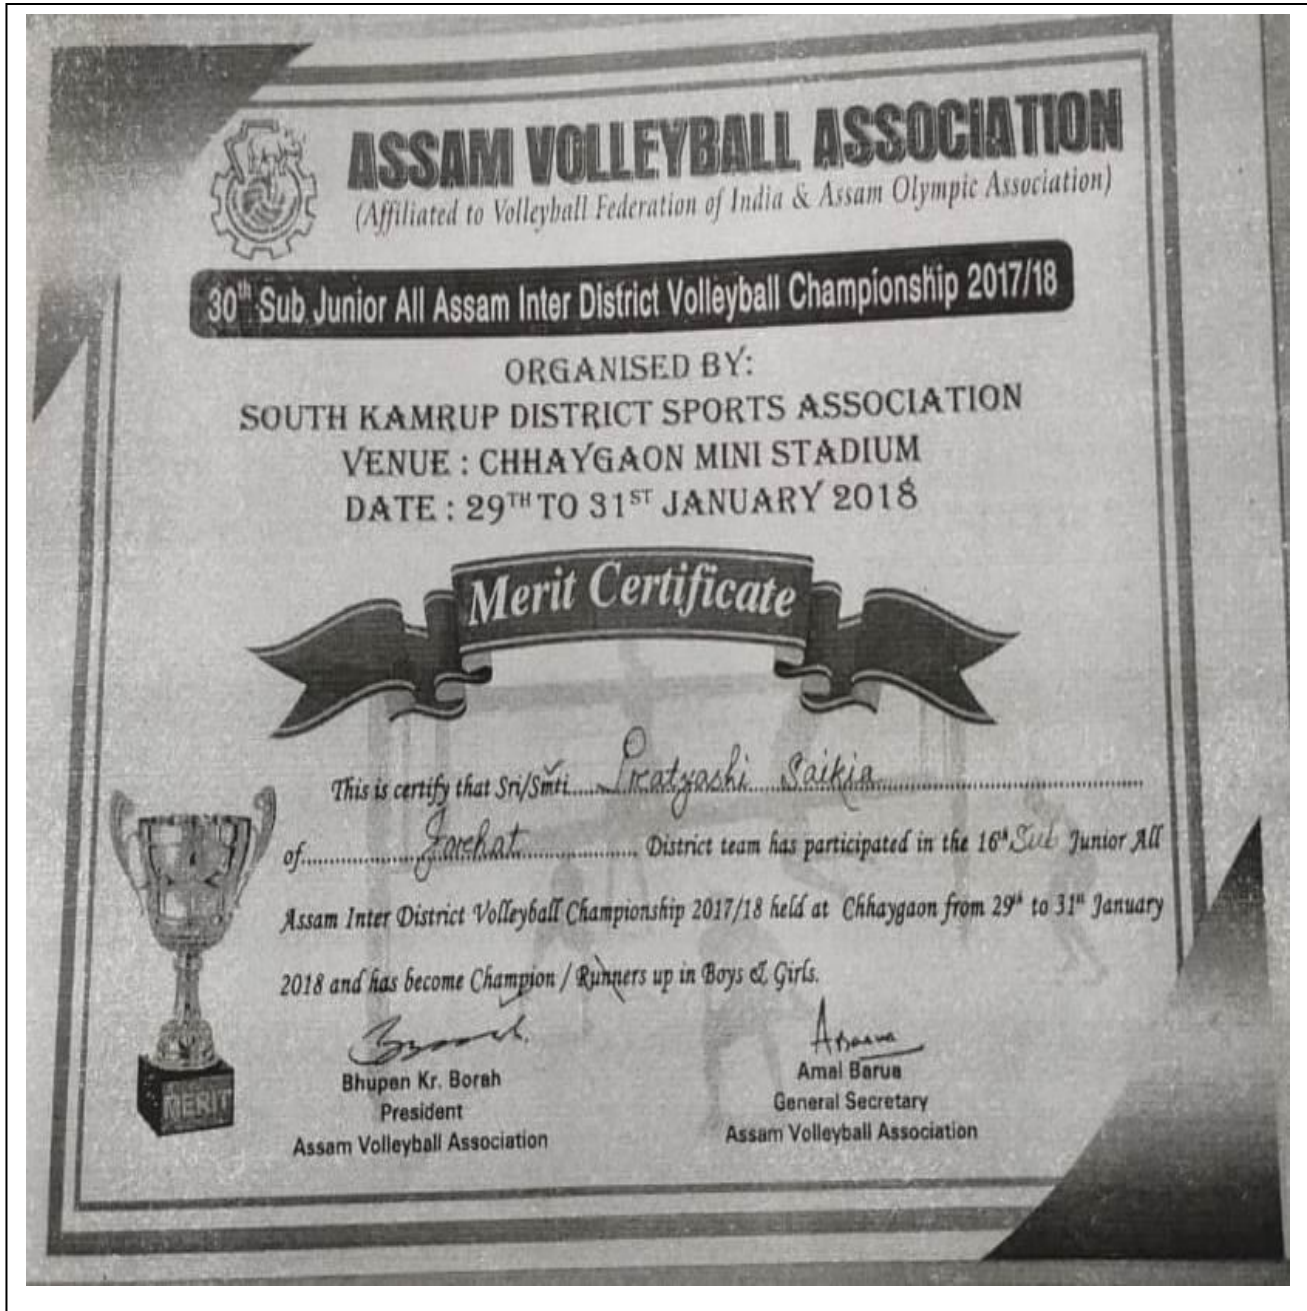 ASSAM VOLLEYBALL ASSOCIATION
(Affiliated to Volleyball Federation of India & Assam Olympic Association)
30th Sub Junior All Assam Inter District Volleyball Championship 2017/18
ORGANISED BY:
SOUTH KAMRUP DISTRICT SPORTS ASSOCIATION
VENUE : CHHAYGAON MINI STADIUM
DATE : 29TH TO 31ST JANUARY 2018
Merit Certificate
This is certify that Sri/Smti Pratyashi Saikia
of Jorhat District team has participated in the 16th Sub Junior All
Assam Inter District Volleyball Championship 2017/18 held at Chhaygaon from 29th to 31st January
2018 and has become Champion / Runners up in Boys & Girls.
MERIT
Bhupen Kr. Borah
President
Assam Volleyball Association
Amal Barua
General Secretary
Assam Volleyball Association